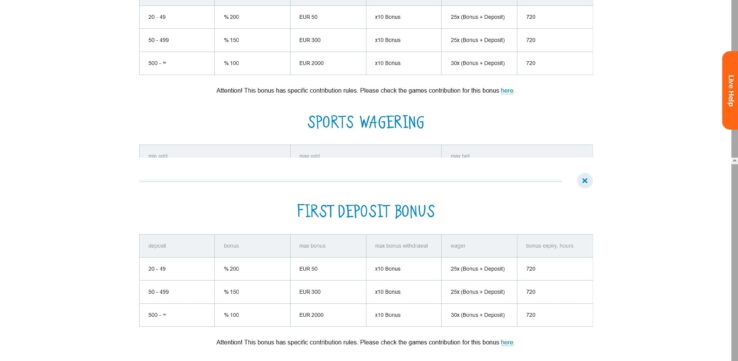 20 - 49 % 200 EUR 50 x10 Bonus 25x (Bonus + Deposit) 720
50 - 499 % 150 EUR 300 x10 Bonus 25x (Bonus + Deposit) 720
500 - ∞ % 100 EUR 2000 x10 Bonus 30x (Bonus + Deposit) 720
Attention! This bonus has specific contribution rules. Please check the games contribution for this bonus here.
Live Help
SPORTS WAGERING
min odd max odd max bet
FIRST DEPOSIT BONUS
deposit bonus max bonus max bonus withdrawal wager bonus expiry, hours
20 - 49 % 200 EUR 50 x10 Bonus 25x (Bonus + Deposit) 720
50 - 499 % 150 EUR 300 x10 Bonus 25x (Bonus + Deposit) 720
500 - ∞ % 100 EUR 2000 x10 Bonus 30x (Bonus + Deposit) 720
Attention! This bonus has specific contribution rules. Please check the games contribution for this bonus here.